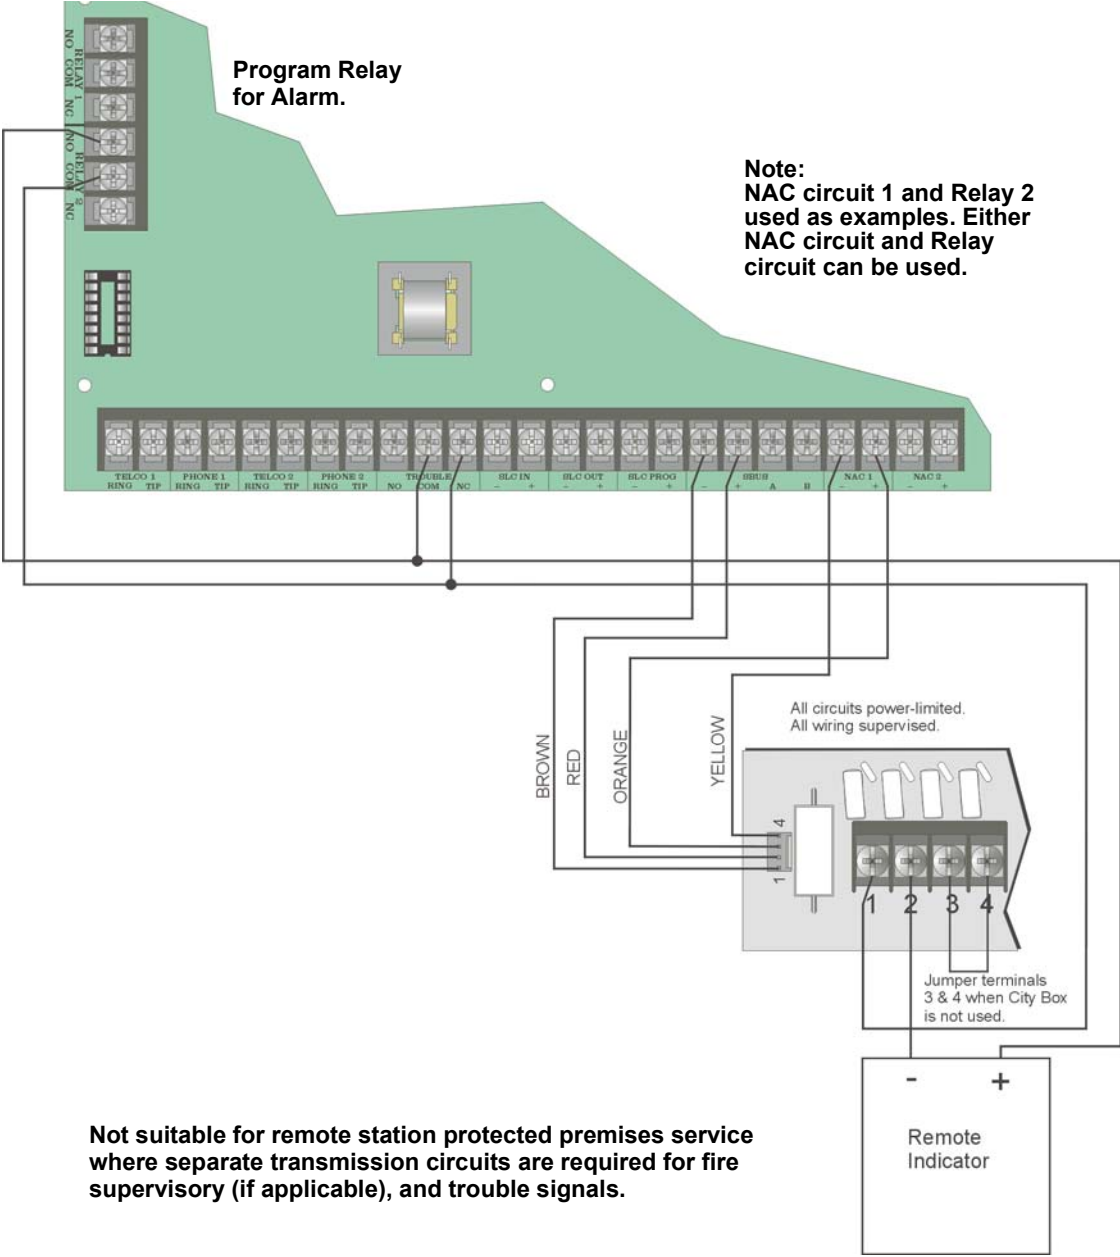 NO COM NC NO COM NC
RELAY 1 RELAY 2
Program Relay
for Alarm.
Note:
NAC circuit 1 and Relay 2
used as examples. Either
NAC circuit and Relay
circuit can be used.
TELCO 1 PHONE 1 TELCO 2 PHONE 2 TROUBLE SLC IN SLC OUT SLC PROG SBUS NAC 1 NAC 2
RING TIP RING TIP RING TIP RING TIP NO COM NC - + - + - + - + A B - + - +
BROWN
RED
ORANGE
YELLOW
All circuits power-limited.
All wiring supervised.
4
1
1 2 3 4
Jumper terminals
3 & 4 when City Box
is not used.
- +
Remote
Indicator
Not suitable for remote station protected premises service
where separate transmission circuits are required for fire
supervisory (if applicable), and trouble signals.